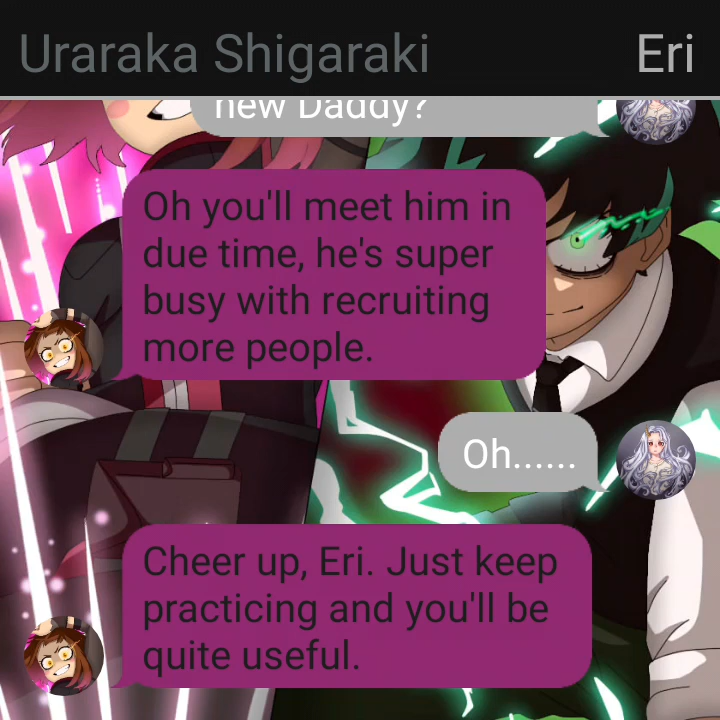 Uraraka Shigaraki
Eri
new Daddy?
Oh you'll meet him in
due time, he's super
busy with recruiting
more people.
Oh......
Cheer up, Eri. Just keep
practicing and you'll be
quite useful.